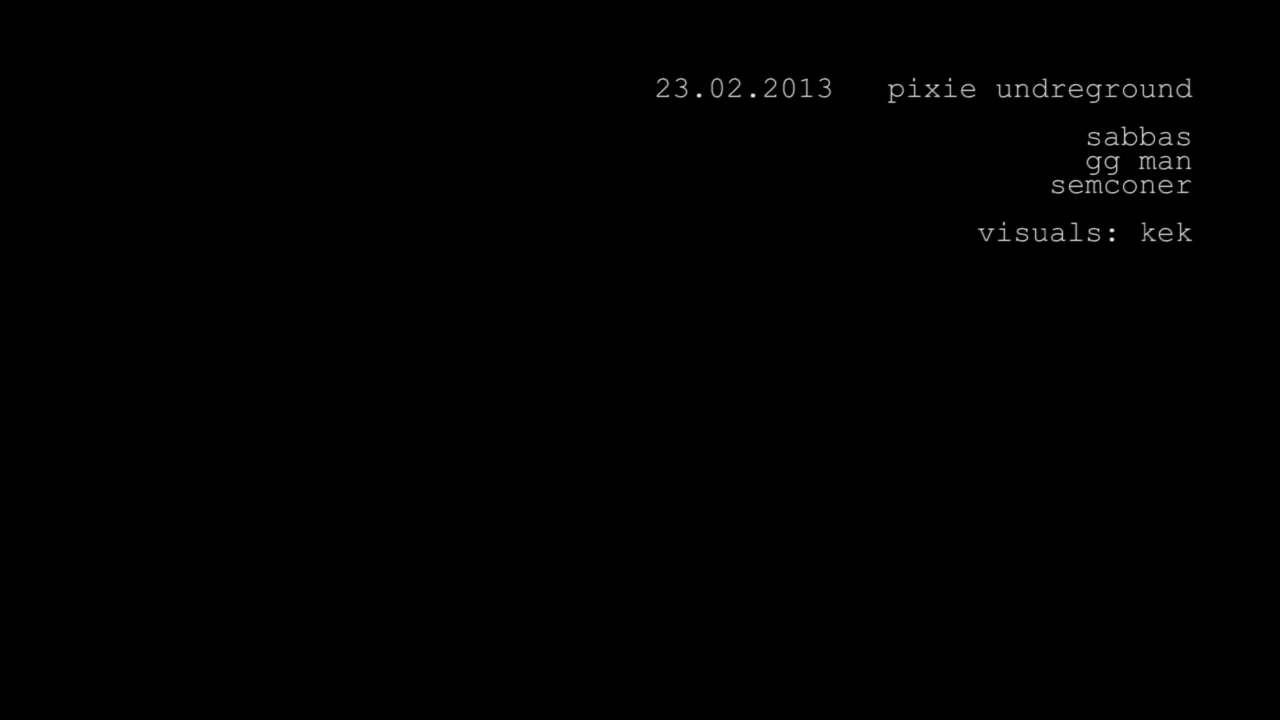 23.02.2013 pixie undreground
sabbas
gg man
semconer
visuals: kek